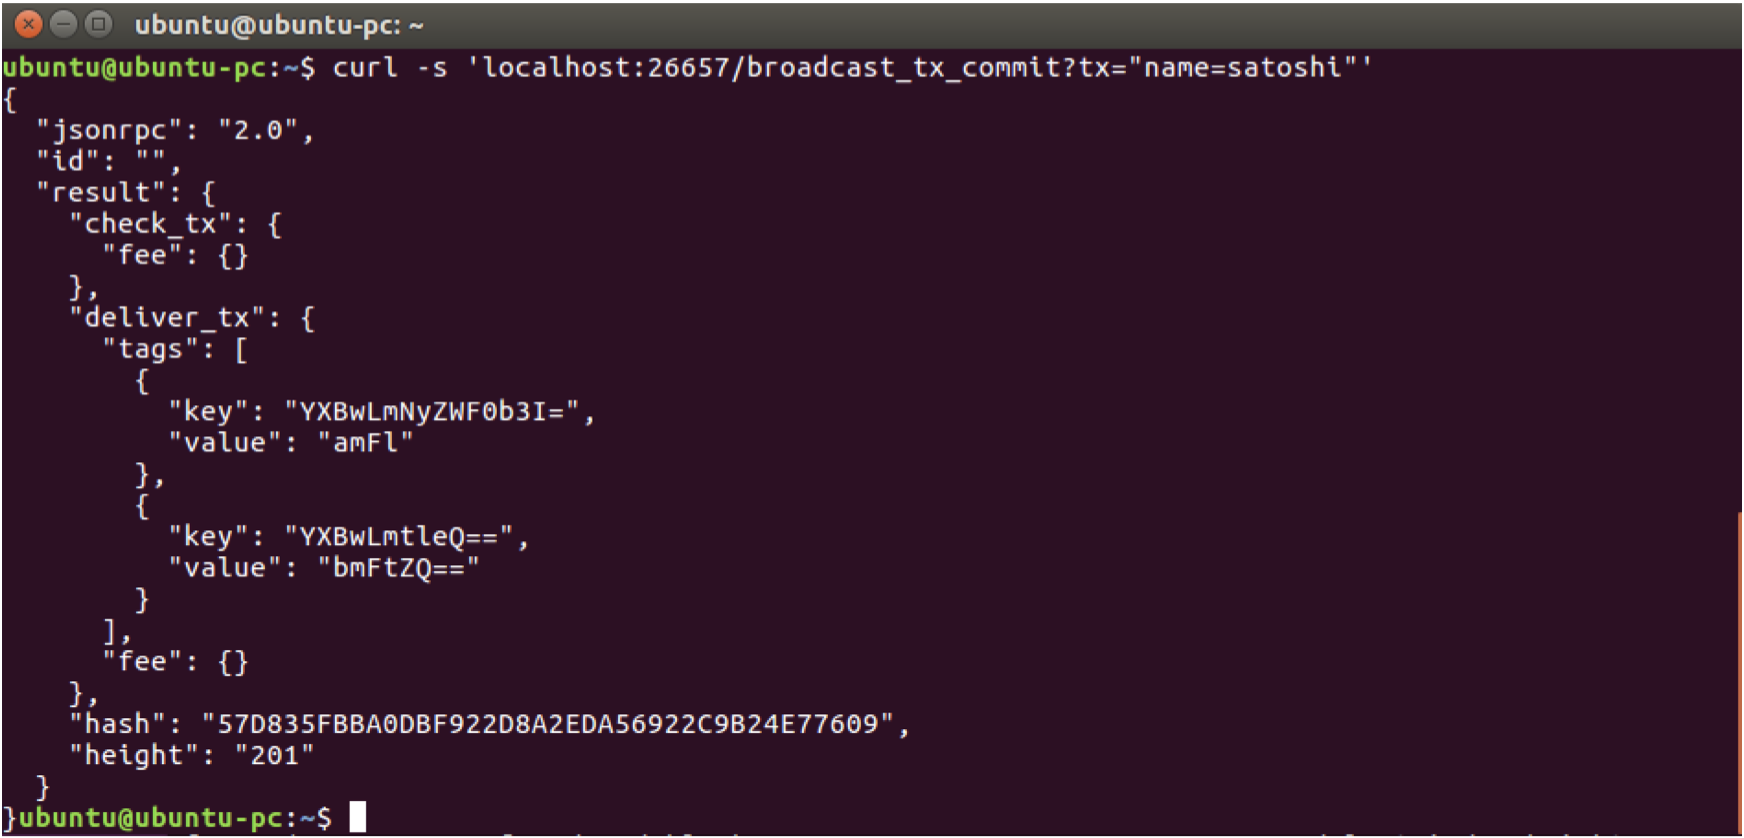 ubuntu@ubuntu-pc: ~
ubuntu@ubuntu-pc:~$ curl -s 'localhost:26657/broadcast_tx_commit?tx="name=satoshi"'
{
  "jsonrpc": "2.0",
  "id": "",
  "result": {
    "check_tx": {
      "fee": {}
    },
    "deliver_tx": {
      "tags": [
        {
          "key": "YXBwLmNyZWF0b3I=",
          "value": "amFl"
        },
        {
          "key": "YXBwLmtleQ==",
          "value": "bmFtZQ=="
        }
      ],
      "fee": {}
    },
    "hash": "57D835FBBA0DBF922D8A2EDA56922C9B24E77609",
    "height": "201"
  }
}ubuntu@ubuntu-pc:~$